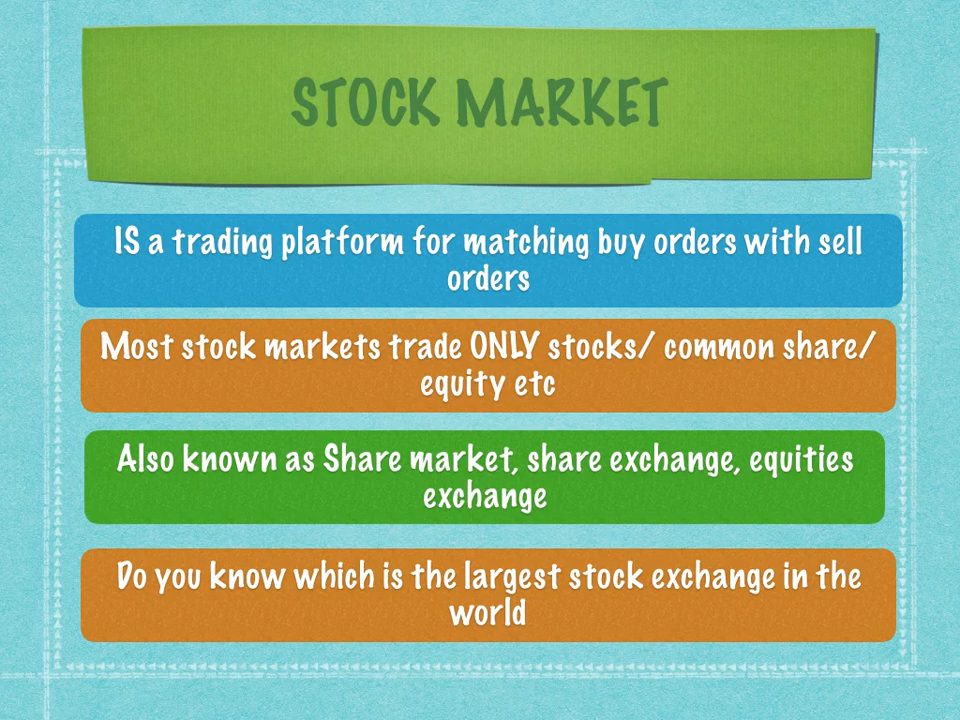 STOCK MARKET
IS a trading platform for matching buy orders with sell
orders
Most stock markets trade ONLY stocks/ common share/
equity etc
Also known as Share market, share exchange, equities
exchange
Do you know which is the largest stock exchange in the
world